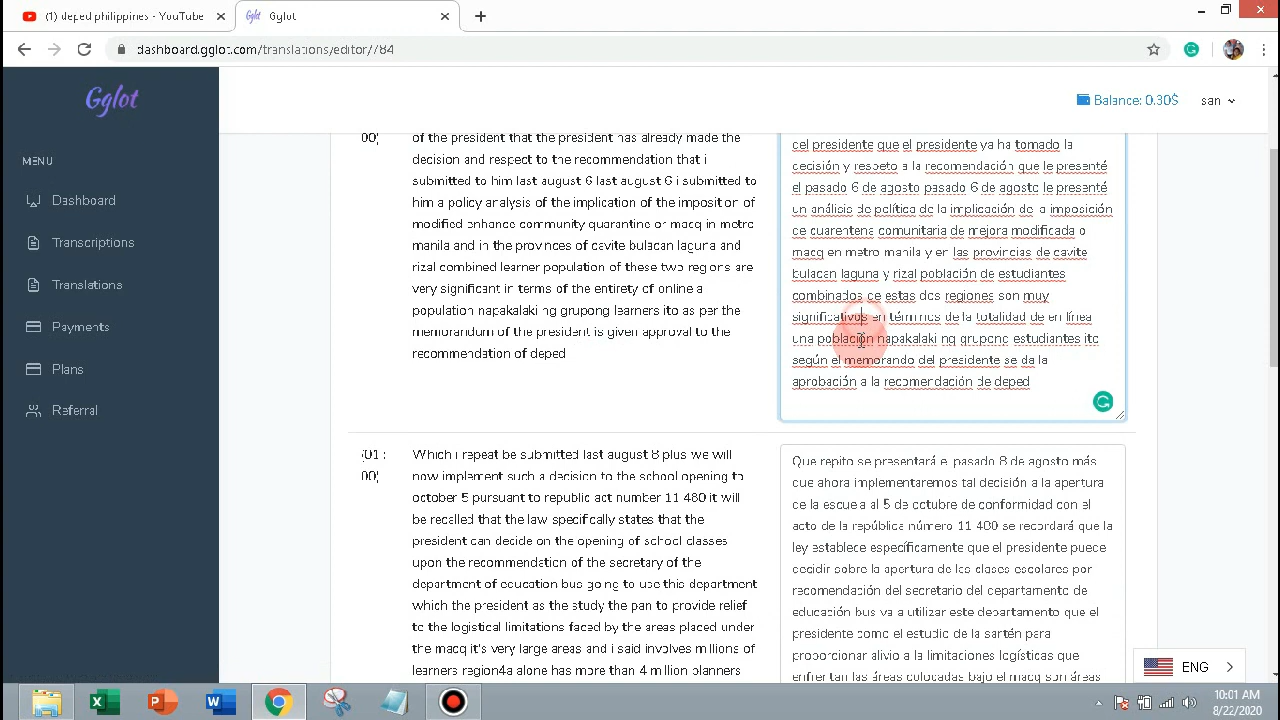 (1) deped philippines - YouTube
Gglot
dashboard.gglot.com/translations/editor/784
Gglot
Balance: 0.30$
san
MENU
Dashboard
Transcriptions
Translations
Payments
Plans
Referral
00)
of the president that the president has already made the
decision and respect to the recommendation that i
submitted to him last august 6 last august 6 i submitted to
him a policy analysis of the implication of the imposition of
modified enhance community quarantine or macq in metro
manila and in the provinces of cavite bulacan laguna and
rizal combined learner population of these two regions are
very significant in terms of the entirety of online a
population napakalaki ng grupong learners ito as per the
memorandum of the president is given approval to the
recommendation of deped
del presidente que el presidente ya ha tomado la
decisión y respeto a la recomendación que le presenté
el pasado 6 de agosto pasado 6 de agosto le presenté
un análisis de política de la implicación de la imposición
de cuarentena comunitaria de mejora modificada o
macq en metro manila y en las provincias de cavite
bulacan laguna y rizal población de estudiantes
combinados de estas dos regiones son muy
significativos en términos de la totalidad de en línea
una población napakalaki ng grupong estudiantes ito
según el memorando del presidente se da la
aprobación a la recomendación de deped
(01:
00)
Which i repeat be submitted last august 8 plus we will
now implement such a decision to the school opening to
october 5 pursuant to republic act number 11 480 it will
be recalled that the law specifically states that the
president can decide on the opening of school classes
upon the recommendation of the secretary of the
department of education bus going to use this department
which the president as the study the pan to provide relief
to the logistical limitations faced by the areas placed under
the macq it's very large areas and i said involves millions of
learners region4a alone has more than 4 million planners
Que repito se presentará el pasado 8 de agosto más
que ahora implementaremos tal decisión a la apertura
de la escuela al 5 de octubre de conformidad con el
acto de la república número 11 400 se recordará que la
ley establece específicamente que el presidente puede
decidir sobre la apertura de las clases escolares por
recomendación del secretario del departamento de
educación bus va a utilizar este departamento que el
presidente como el estudio de la sartén para
proporcionar alivio a la limitaciones logísticas que
enfrentan las áreas colocadas bajo el macq son áreas
ENG
10:01 AM
8/22/2020